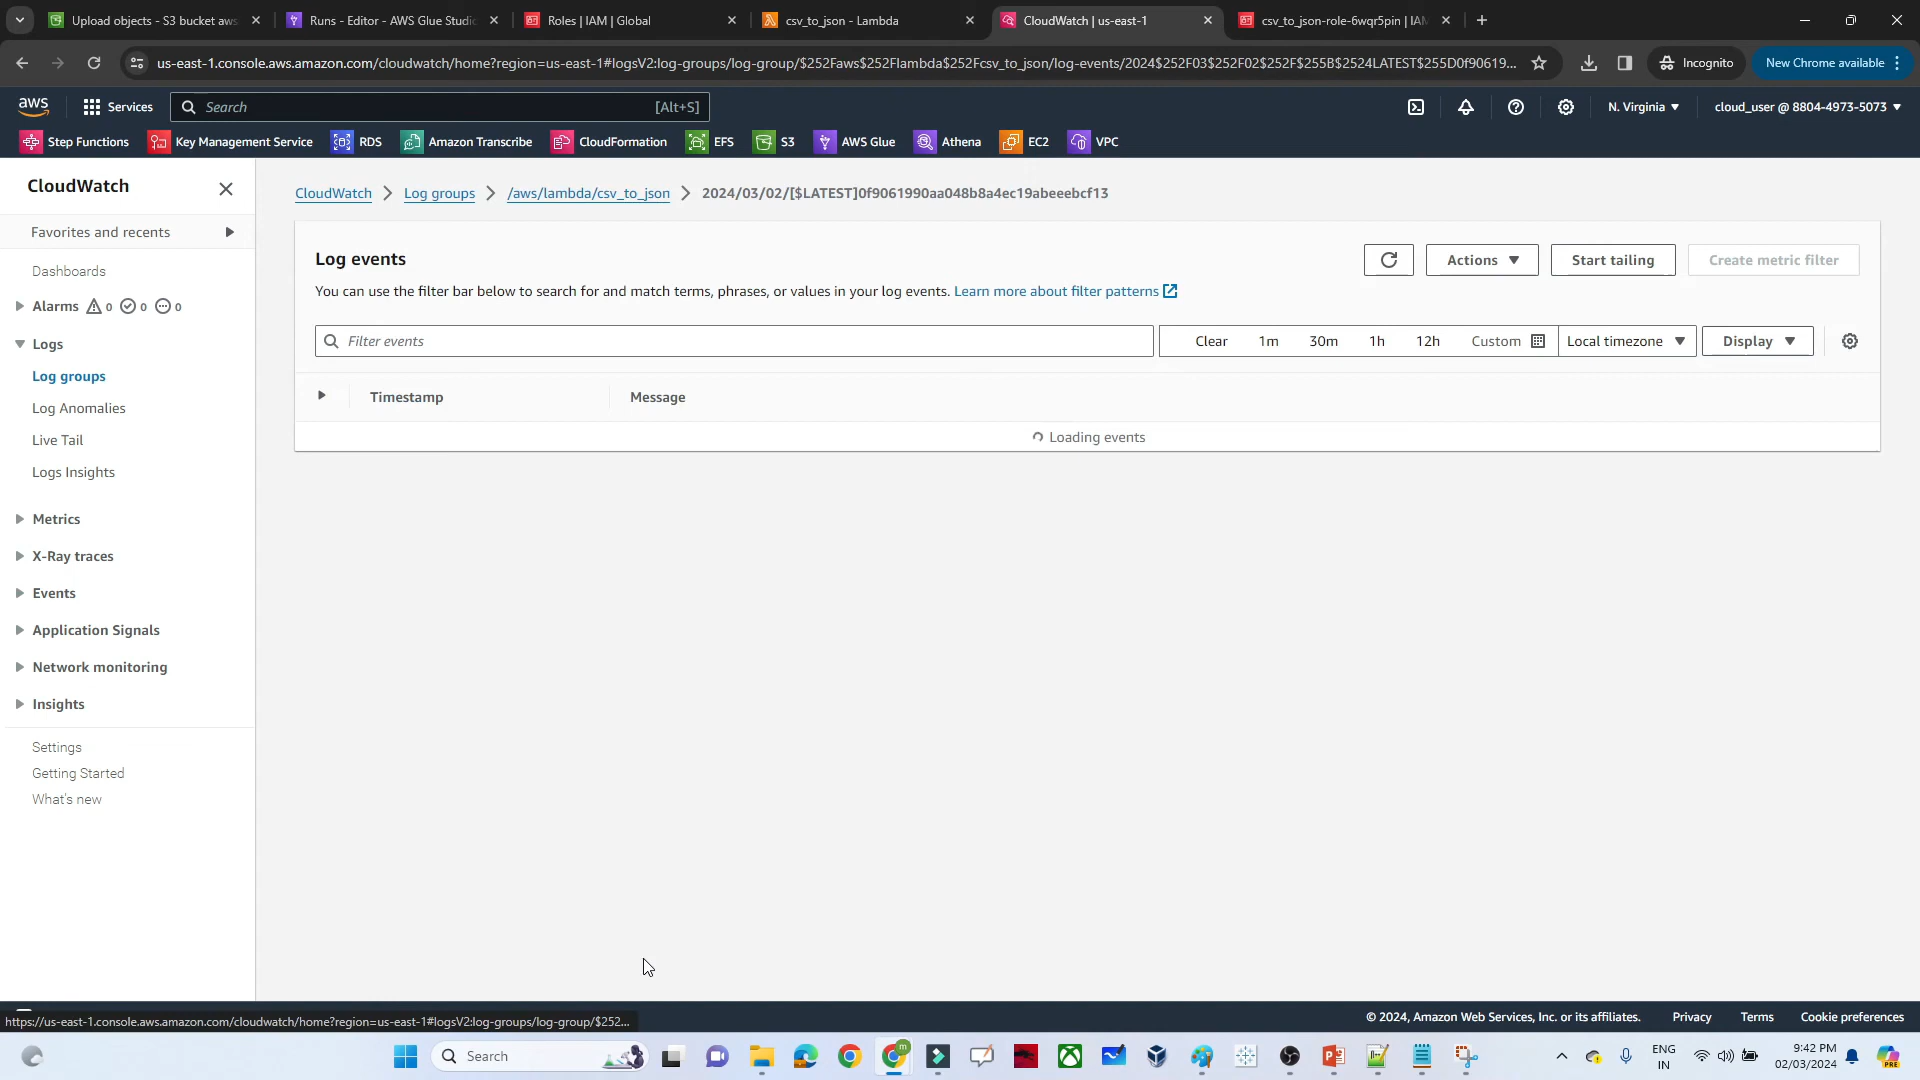 Upload objects - S3 bucket aws
Runs - Editor - AWS Glue Studio
Roles | IAM | Global
csv_to_json - Lambda
CloudWatch | us-east-1
csv_to_json-role-6wqr5pin | IAM
us-east-1.console.aws.amazon.com/cloudwatch/home?region=us-east-1#logsV2:log-groups/log-group/$252Faws$252Flambda$252Fcsv_to_json/log-events/2024$252F03$252F02$252F$255B$2524LATEST$255D0f90619...
Incognito
New Chrome available
aws
Services
Search
[Alt+S]
N. Virginia
cloud_user @ 8804-4973-5073
Step Functions
Key Management Service
RDS
Amazon Transcribe
CloudFormation
EFS
S3
AWS Glue
Athena
EC2
VPC
CloudWatch
Favorites and recents
Dashboards
Alarms 0 0 0
Logs
Log groups
Log Anomalies
Live Tail
Logs Insights
Metrics
X-Ray traces
Events
Application Signals
Network monitoring
Insights
Settings
Getting Started
What's new
CloudWatch
Log groups
/aws/lambda/csv_to_json
2024/03/02/[$LATEST]0f9061990aa048b8a4ec19abeeebcf13
Log events
Actions
Start tailing
Create metric filter
You can use the filter bar below to search for and match terms, phrases, or values in your log events. Learn more about filter patterns
Filter events
Clear
1m
30m
1h
12h
Custom
Local timezone
Display
Timestamp
Message
Loading events
https://us-east-1.console.aws.amazon.com/cloudwatch/home?region=us-east-1#logsV2:log-groups/log-group/$252...
© 2024, Amazon Web Services, Inc. or its affiliates.
Privacy
Terms
Cookie preferences
Search
ENG
IN
9:42 PM
02/03/2024